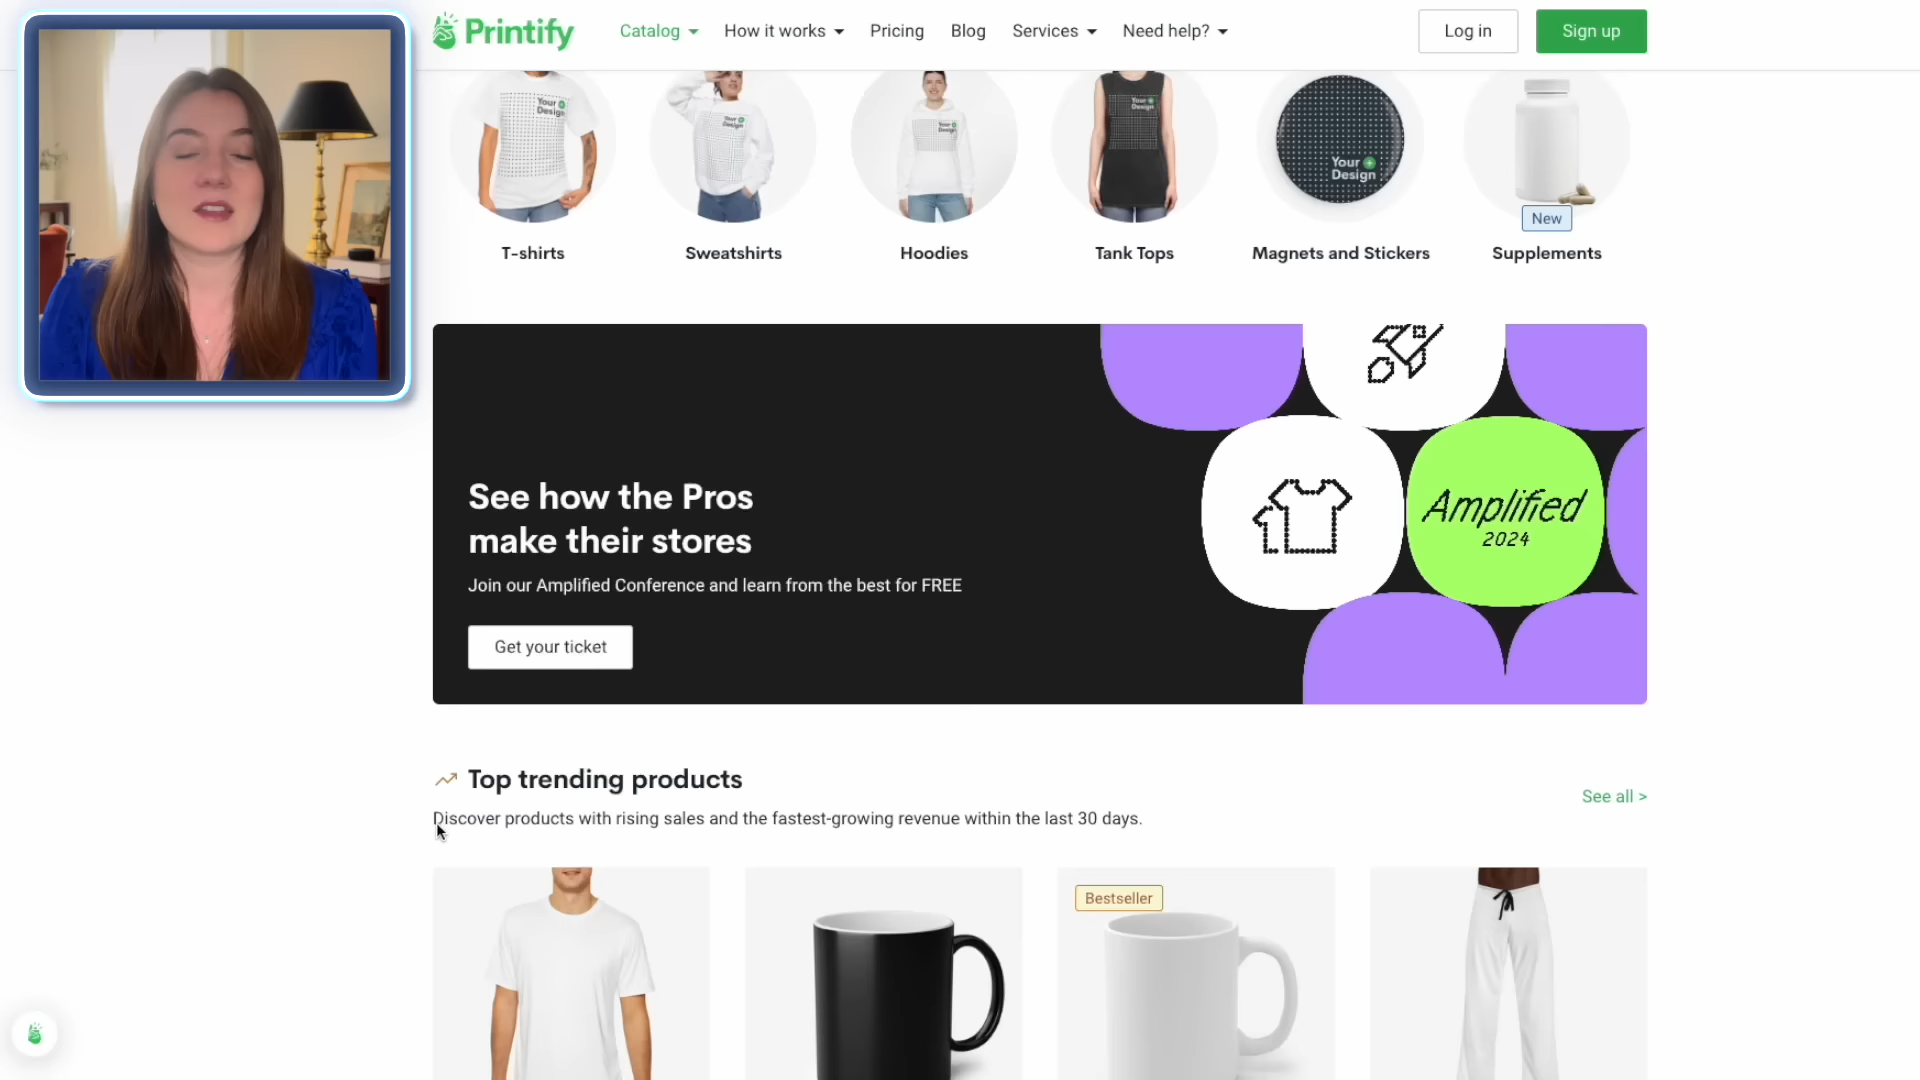 Printify
Catalog
How it works
Pricing
Blog
Services
Need help?
Log in
Sign up
Your
Design
Your
Design
Your
Design
Your
Design
Your
Design
New
T-shirts
Sweatshirts
Hoodies
Tank Tops
Magnets and Stickers
Supplements
See how the Pros
make their stores
Join our Amplified Conference and learn from the best for FREE
Get your ticket
Amplified
2024
Top trending products
See all >
Discover products with rising sales and the fastest-growing revenue within the last 30 days.
Bestseller